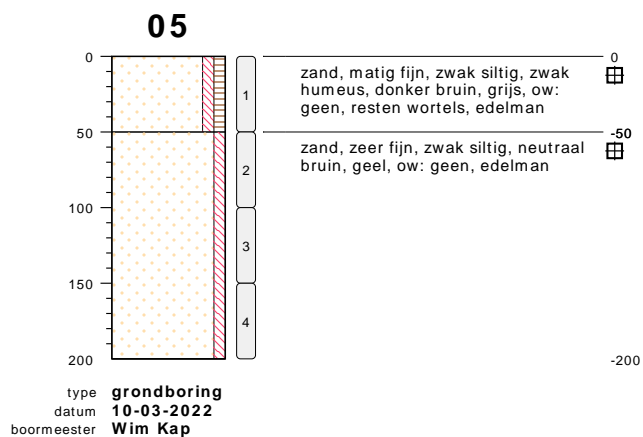 05
0
50
100
150
200
1
2
3
4
zand, matig fijn, zwak siltig, zwak
humeus, donker bruin, grijs, ow:
geen, resten wortels, edelman
zand, zeer fijn, zwak siltig, neutraal
bruin, geel, ow: geen, edelman
0
-50
-200
type grondboring
datum 10-03-2022
boormeester Wim Kap